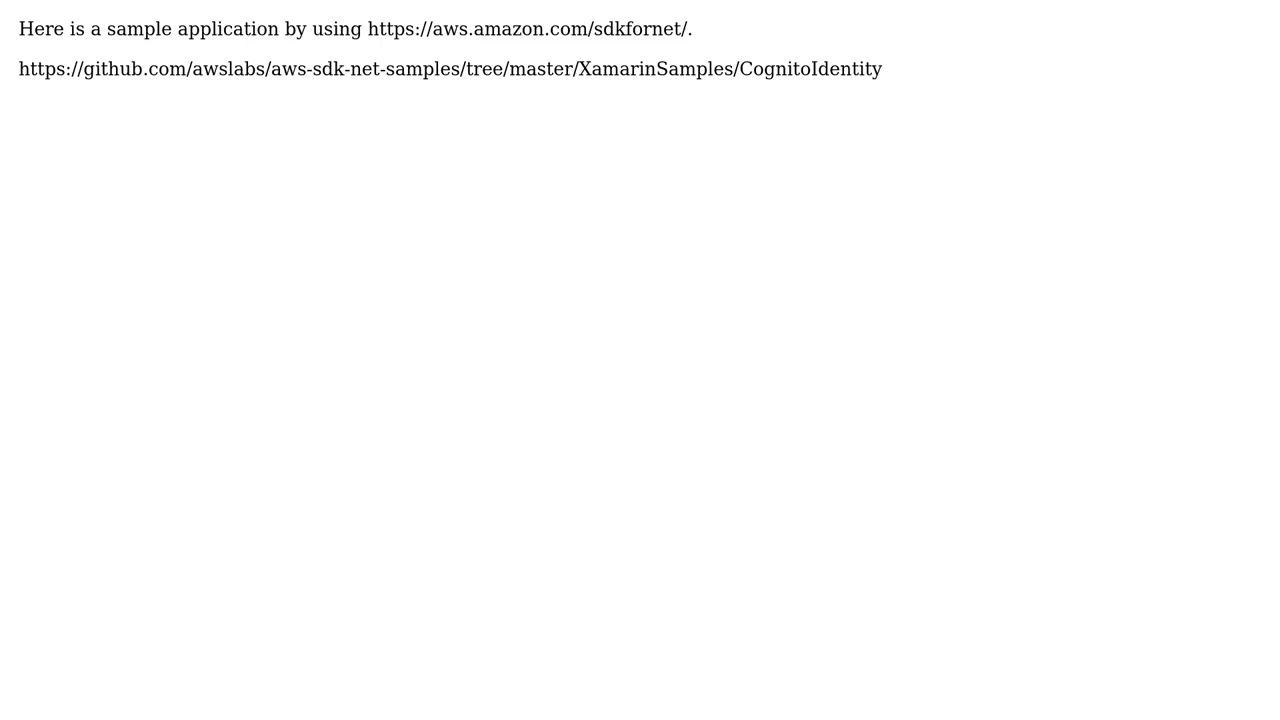 Here is a sample application by using https://aws.amazon.com/sdkfornet/.
https://github.com/awslabs/aws-sdk-net-samples/tree/master/XamarinSamples/CognitoIdentity